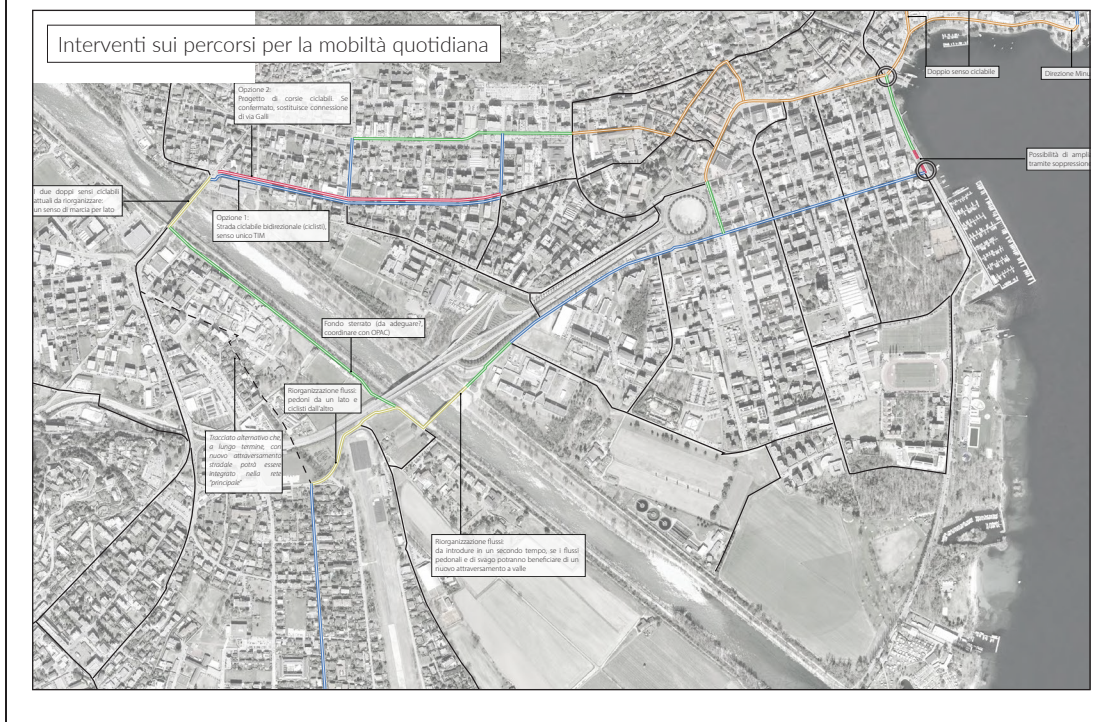 Interventi sui percorsi per la mobiltà quotidiana
Doppio senso ciclabile
Direzione Minu
Opzione 2:
Progetto di corsie ciclabili. Se
confermato, sostituisce connessione
di via Galli
Possibilità di amplia
tramite soppressione
i due doppi sensi ciclabili
attuali da riorganizzare:
un senso di marcia per lato
Opzione 1:
Strada ciclabile bidirezionale (ciclisti),
senso unico TIM
Fondo sterrato (da adeguare?,
coordinare con OPAC)
Riorganizzazione flussi:
pedoni da un lato e
ciclisti dall'altro
Tracciato alternativo che,
a lungo termine, con
nuovo attraversamento
stradale potrà essere
integrato nella rete
"principale"
Riorganizzazione flussi:
da introdure in un secondo tempo, se i flussi
pedonali e di svago potranno beneficiare di un
nuovo attraversamento a valle